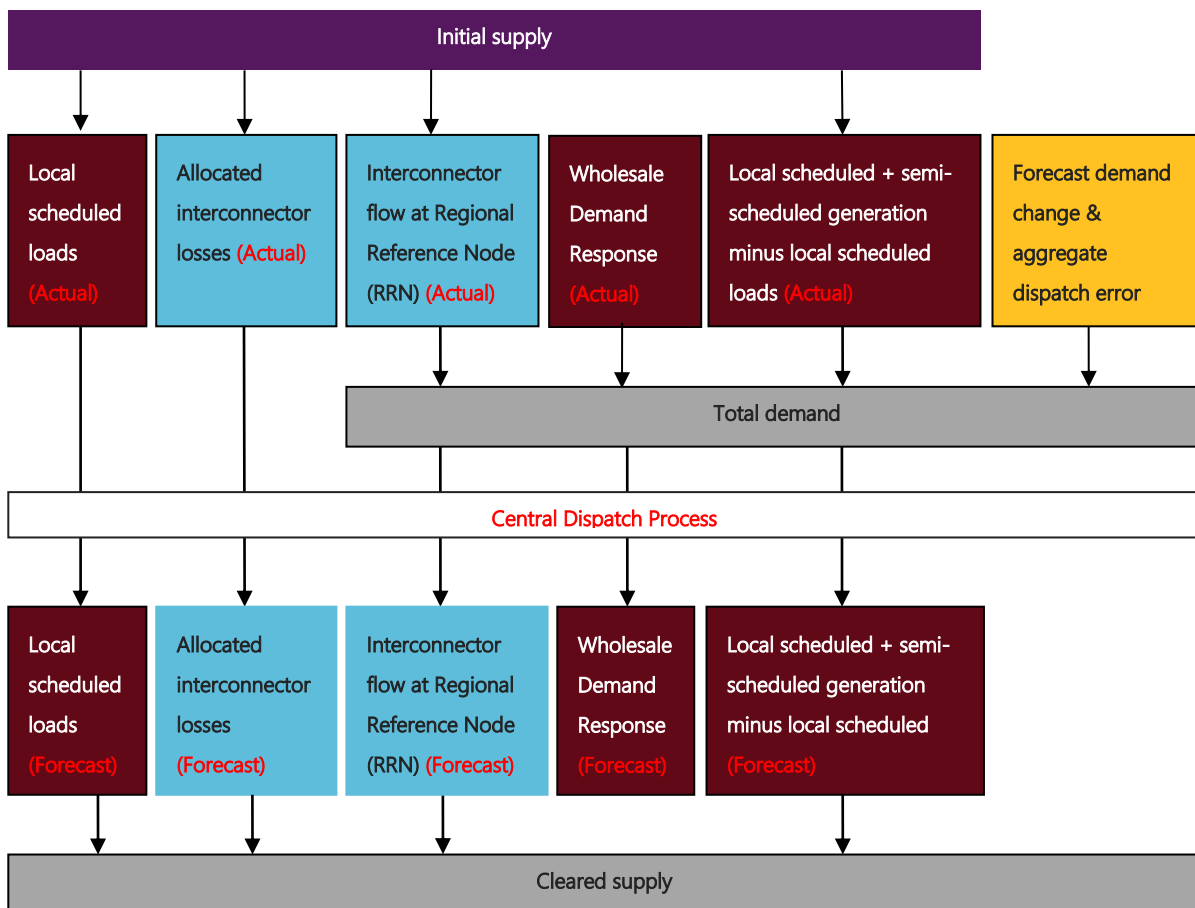 Initial supply
Local
scheduled
loads
(Actual)
Allocated
interconnector
losses (Actual)
Interconnector
flow at Regional
Reference Node
(RRN) (Actual)
Wholesale
Demand
Response
(Actual)
Local scheduled + semi-
scheduled generation
minus local scheduled
loads (Actual)
Forecast demand
change &
aggregate
dispatch error
Total demand
Central Dispatch Process
Local
scheduled
loads
(Forecast)
Allocated
interconnector
losses
(Forecast)
Interconnector
flow at Regional
Reference Node
(RRN) (Forecast)
Wholesale
Demand
Response
(Forecast)
Local scheduled + semi-
scheduled generation
minus local scheduled
(Forecast)
Cleared supply